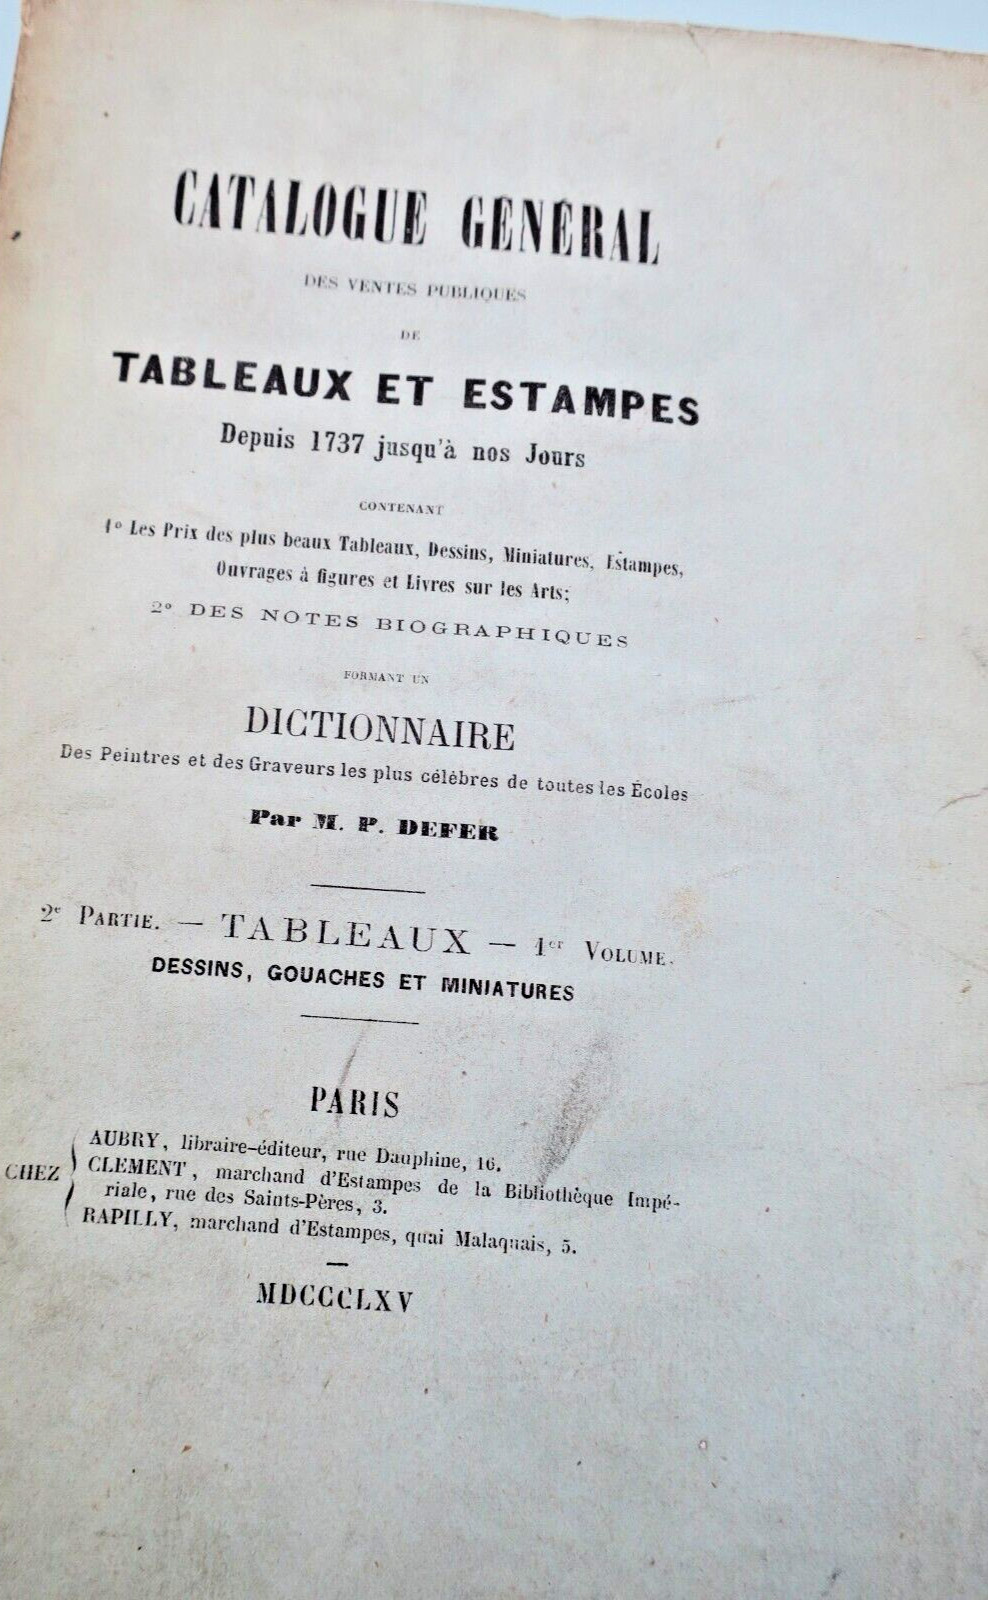 CATALOGUE GÉNÉRAL
DES VENTES PUBLIQUES
DE
TABLEAUX ET ESTAMPES
Depuis 1737 jusqu'à nos Jours
CONTENANT
1º Les Prix des plus beaux Tableaux, Dessins, Miniatures, Estampes,
Ouvrages à figures et Livres sur les Arts;
2º DES NOTES BIOGRAPHIQUES
FORMANT UN
DICTIONNAIRE
Des Peintres et des Graveurs les plus célèbres de toutes les Écoles
Par M. P. DEFER
2e PARTIE. — TABLEAUX — 1er VOLUME.
DESSINS, GOUACHES ET MINIATURES
PARIS
CHEZ
AUBRY, libraire-éditeur, rue Dauphine, 16.
CLEMENT, marchand d'Estampes de la Bibliothèque Impé-
riale, rue des Saints-Pères, 3.
RAPILLY, marchand d'Estampes, quai Malaquais, 5.
MDCCCLXV